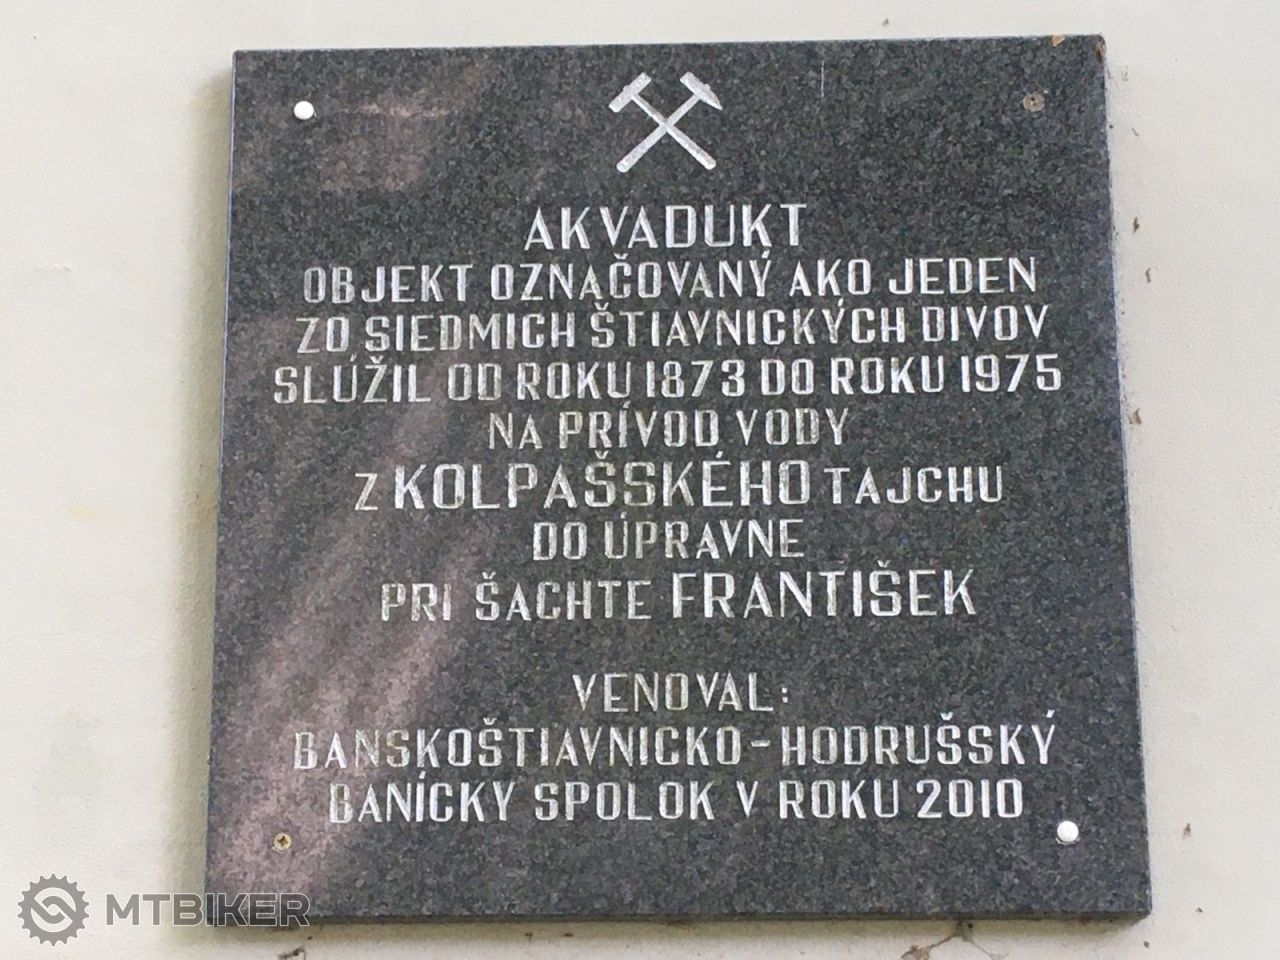 AKVADUKT
OBJEKT OZNAČOVANÝ AKO JEDEN
ZO SIEDMICH ŠTIAVNICKÝCH DIVOV
SLÚŽIL OD ROKU 1873 DO ROKU 1975
NA PRÍVOD VODY
Z KOLPAŠSKÉHO TAJCHU
DO ÚPRAVNE
PRI ŠACHTE FRANTIŠEK
VENOVAL:
BANSKOŠTIAVNICKO-HODRUŠSKÝ
BANÍCKY SPOLOK V ROKU 2010
MTBIKER